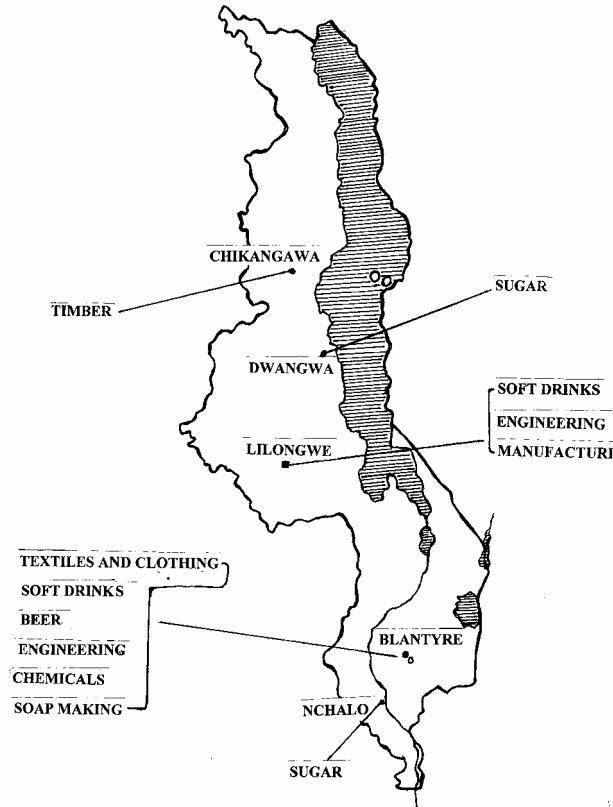 CHIKANGAWA
TIMBER
SUGAR
DWANGWA
SOFT DRINKS
ENGINEERING
MANUFACTURI
LILONGWE
TEXTILES AND CLOTHING
SOFT DRINKS
BEER
ENGINEERING
CHEMICALS
SOAP MAKING
BLANTYRE
NCHALO
SUGAR